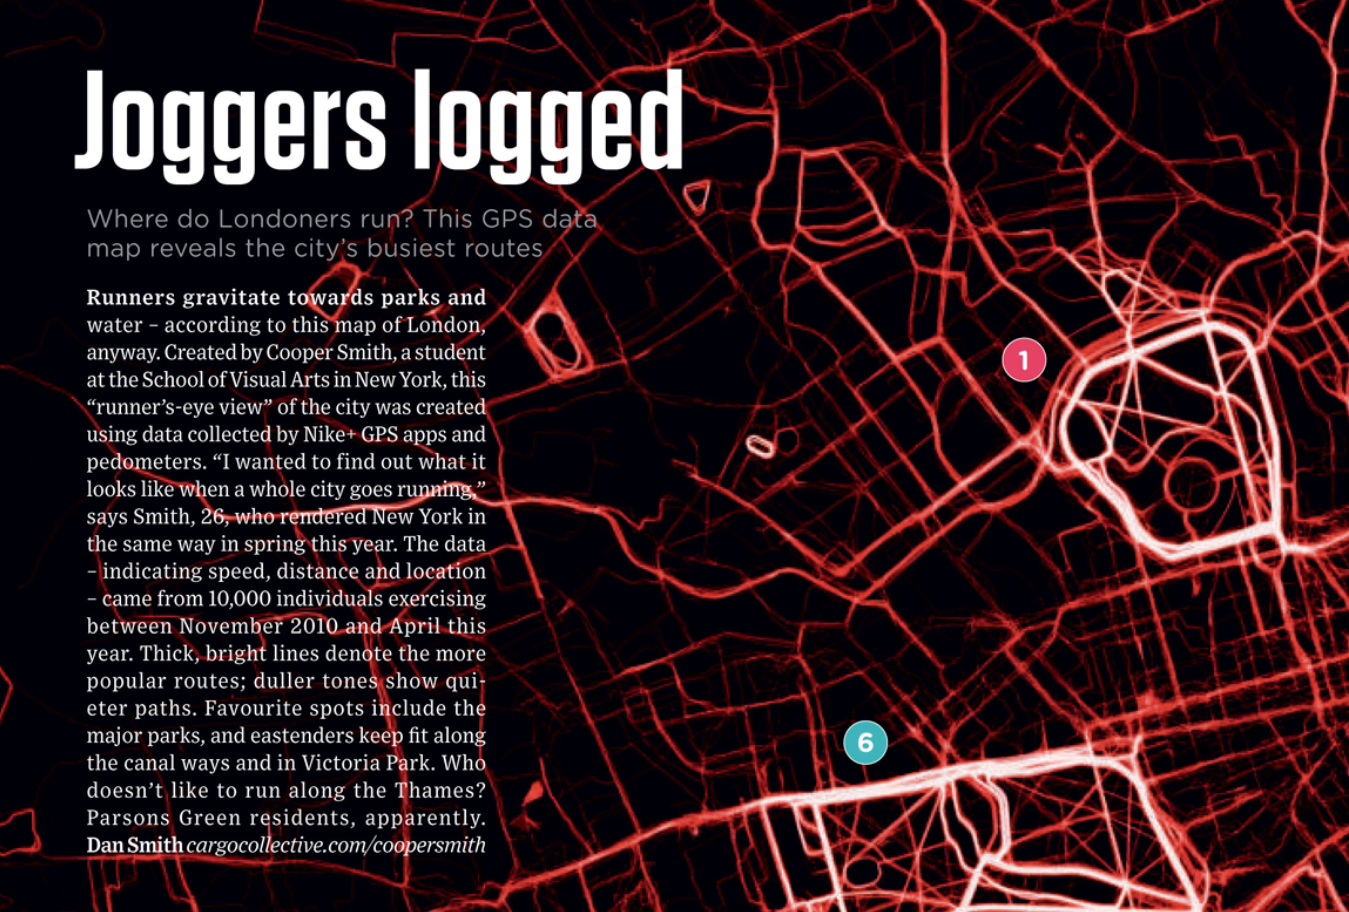 Joggers logged
Where do Londoners run? This GPS data
map reveals the city's busiest routes
Runners gravitate towards parks and
water – according to this map of London,
anyway. Created by Cooper Smith, a student
at the School of Visual Arts in New York, this
“runner's-eye view” of the city was created
using data collected by Nike+ GPS apps and
pedometers. “I wanted to find out what it
looks like when a whole city goes running,”
says Smith, 26, who rendered New York in
the same way in spring this year. The data
– indicating speed, distance and location
– came from 10,000 individuals exercising
between November 2010 and April this
year. Thick, bright lines denote the more
popular routes; duller tones show qui-
eter paths. Favourite spots include the
major parks, and eastenders keep fit along
the canal ways and in Victoria Park. Who
doesn't like to run along the Thames?
Parsons Green residents, apparently.
Dan Smith cargocollective.com/coopersmith
1
6